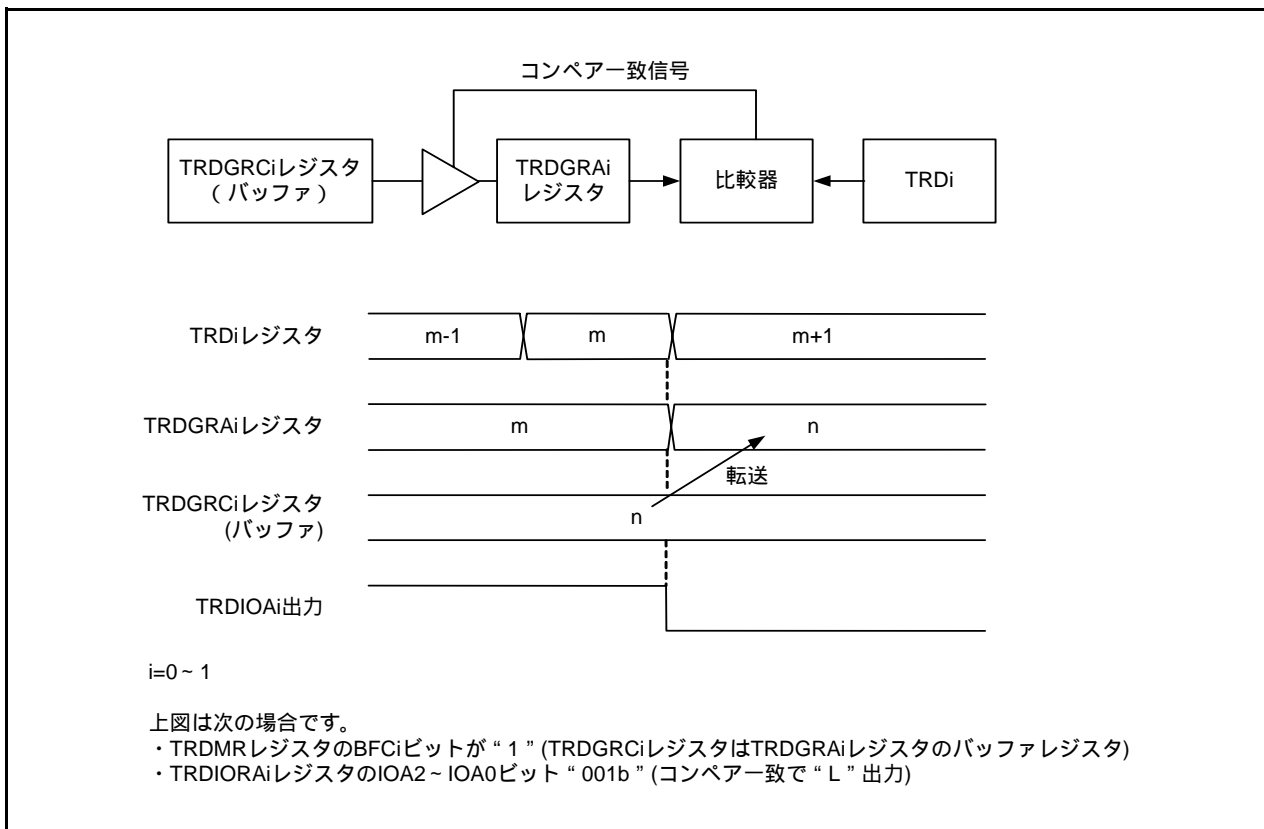 コンペア一致信号
TRDGRCiレジスタ
（バッファ）
TRDGRAi
レジスタ
比較器
TRDi
TRDiレジスタ
m-1
m
m+1
TRDGRAiレジスタ
m
n
転送
TRDGRCiレジスタ
(バッファ)
n
TRDIOAi出力
i=0～1
上図は次の場合です。
・TRDMRレジスタのBFCiビットが“1”(TRDGRCiレジスタはTRDGRAiレジスタのバッファレジスタ)
・TRDIORAiレジスタのIOA2～IOA0ビット“001b”(コンペア一致で“L”出力)